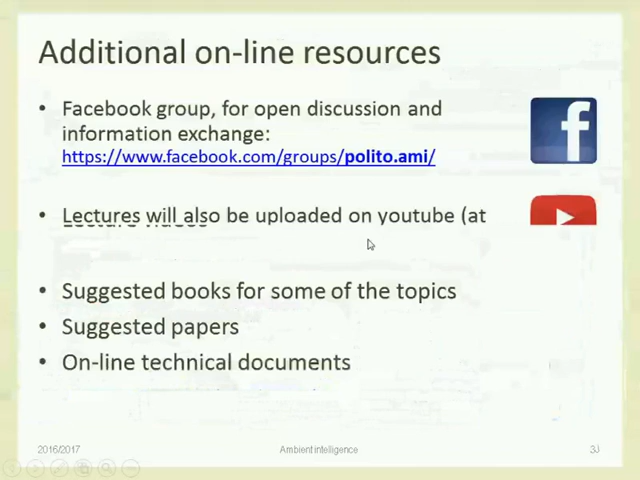 Additional on-line resources
• Facebook group, for open discussion and
information exchange:
https://www.facebook.com/groups/polito.ami/
• Lectures will also be uploaded on youtube (at
• Suggested books for some of the topics
• Suggested papers
• On-line technical documents
2016/2017
Ambient intelligence